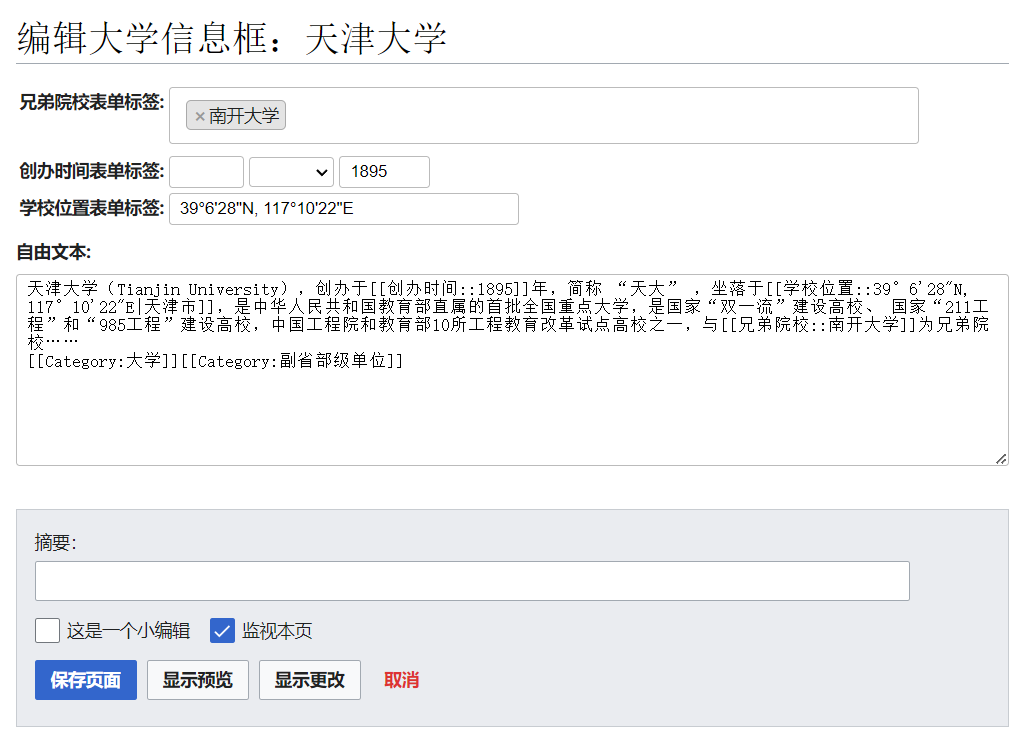 编辑大学信息框：天津大学
兄弟院校表单标签: ×南开大学
创办时间表单标签: 1895
学校位置表单标签: 39°6'28"N, 117°10'22"E
自由文本:
天津大学（Tianjin University），创办于[[创办时间::1895]]年，简称 “天大” ，坐落于[[学校位置::39°6′28″N,
117°10′22″E|天津市]]，是中华人民共和国教育部直属的首批全国重点大学，是国家“双一流”建设高校、 国家“211工
程”和“985工程”建设高校，中国工程院和教育部10所工程教育改革试点高校之一，与[[兄弟院校::南开大学]]为兄弟院
校……
[[Category:大学]][[Category:副省部级单位]]
摘要:
这是一个小编辑 监视本页
保存页面 显示预览 显示更改 取消